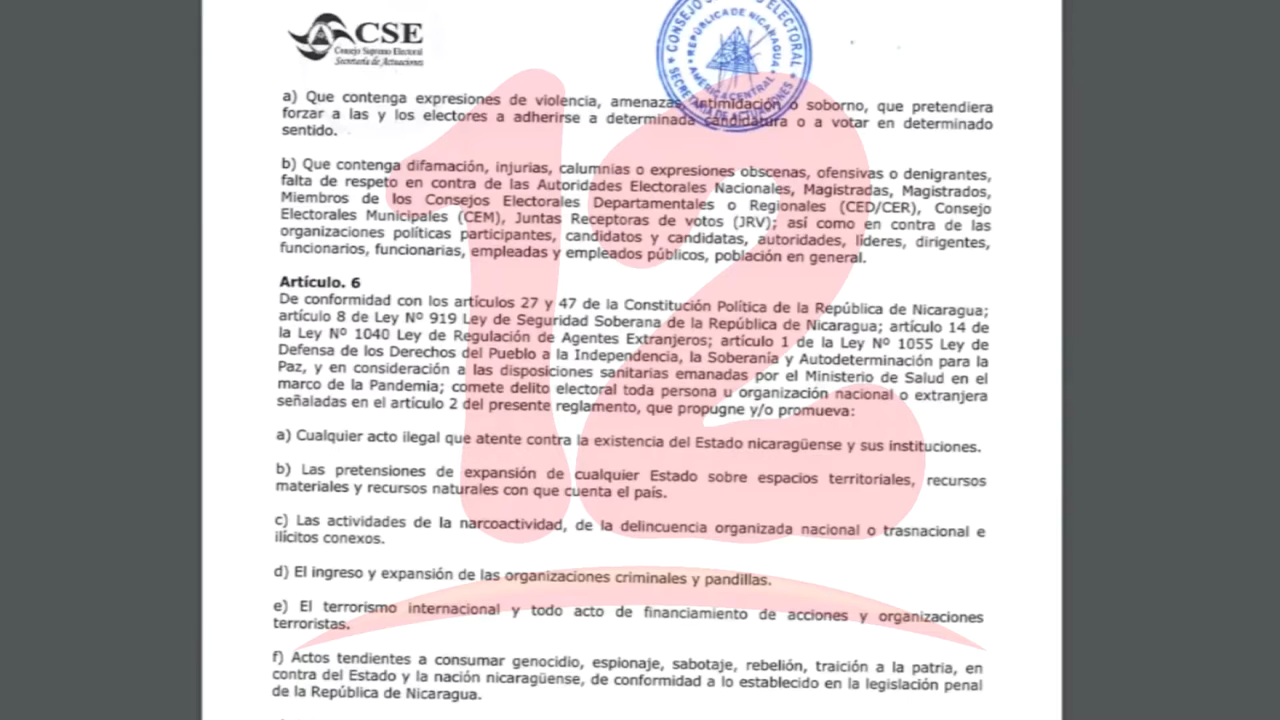 CSE
Consejo Supremo Electoral
Secretaría de Actuaciones
CONSEJO SUPREMO ELECTORAL
REPÚBLICA DE NICARAGUA
AMÉRICA CENTRAL
SECRETARÍA DE ACTUACIONES
12
a) Que contenga expresiones de violencia, amenazas, intimidación o soborno, que pretendiera
forzar a las y los electores a adherirse a determinada candidatura o a votar en determinado
sentido.
b) Que contenga difamación, injurias, calumnias o expresiones obscenas, ofensivas o denigrantes,
falta de respeto en contra de las Autoridades Electorales Nacionales, Magistradas, Magistrados,
Miembros de los Consejos Electorales Departamentales o Regionales (CED/CER), Consejo
Electorales Municipales (CEM), Juntas Receptoras de votos (JRV); así como en contra de las
organizaciones políticas participantes, candidatos y candidatas, autoridades, líderes, dirigentes,
funcionarios, funcionarias, empleadas y empleados públicos, población en general.
Artículo. 6
De conformidad con los artículos 27 y 47 de la Constitución Política de la República de Nicaragua;
artículo 8 de Ley Nº 919 Ley de Seguridad Soberana de la República de Nicaragua; artículo 14 de
la Ley Nº 1040 Ley de Regulación de Agentes Extranjeros; artículo 1 de la Ley Nº 1055 Ley de
Defensa de los Derechos del Pueblo a la Independencia, la Soberanía y Autodeterminación para la
Paz, y en consideración a las disposiciones sanitarias emanadas por el Ministerio de Salud en el
marco de la Pandemia; comete delito electoral toda persona u organización nacional o extranjera
señaladas en el artículo 2 del presente reglamento, que propugne y/o promueva:
a) Cualquier acto ilegal que atente contra la existencia del Estado nicaragüense y sus instituciones.
b) Las pretensiones de expansión de cualquier Estado sobre espacios territoriales, recursos
materiales y recursos naturales con que cuenta el país.
c) Las actividades de la narcoactividad, de la delincuencia organizada nacional o trasnacional e
ilícitos conexos.
d) El ingreso y expansión de las organizaciones criminales y pandillas.
e) El terrorismo internacional y todo acto de financiamiento de acciones y organizaciones
terroristas.
f) Actos tendientes a consumar genocidio, espionaje, sabotaje, rebelión, traición a la patria, en
contra del Estado y la nación nicaragüense, de conformidad a lo establecido en la legislación penal
de la República de Nicaragua.